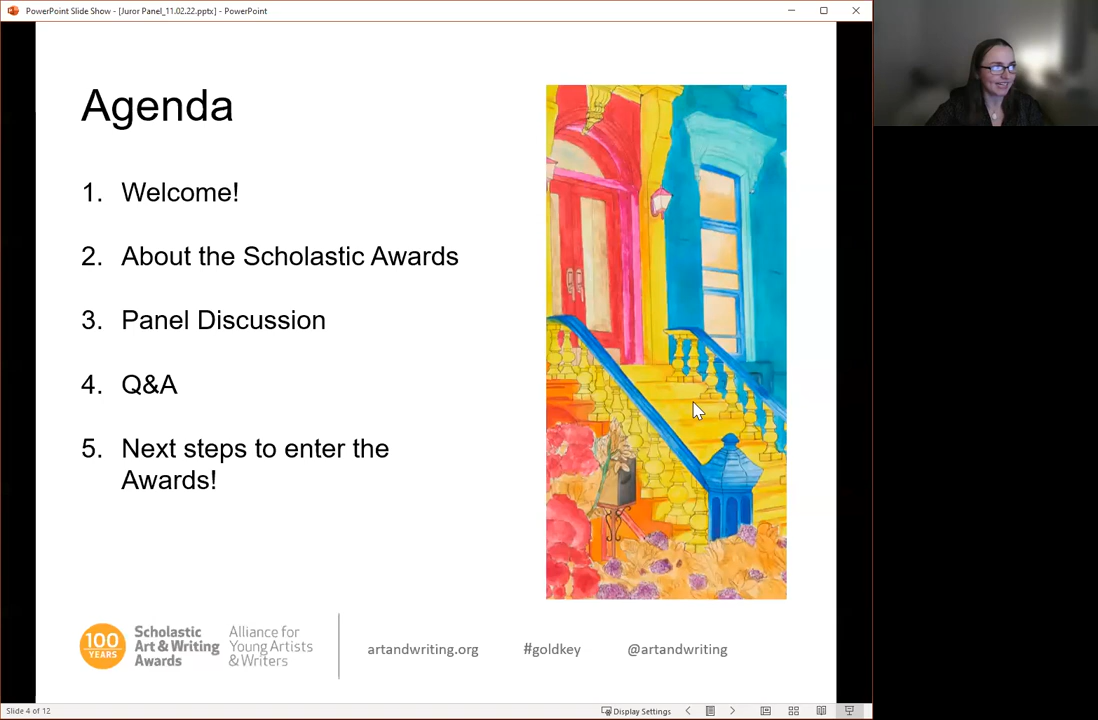 PowerPoint Slide Show - [Juror Panel_11.02.22.pptx] - PowerPoint
Agenda
1. Welcome!
2. About the Scholastic Awards
3. Panel Discussion
4. Q&A
5. Next steps to enter the
Awards!
100
YEARS
Scholastic
Art & Writing
Awards
Alliance for
Young Artists
& Writers
artandwriting.org
#goldkey
@artandwriting
Slide 4 of 12
Display Settings